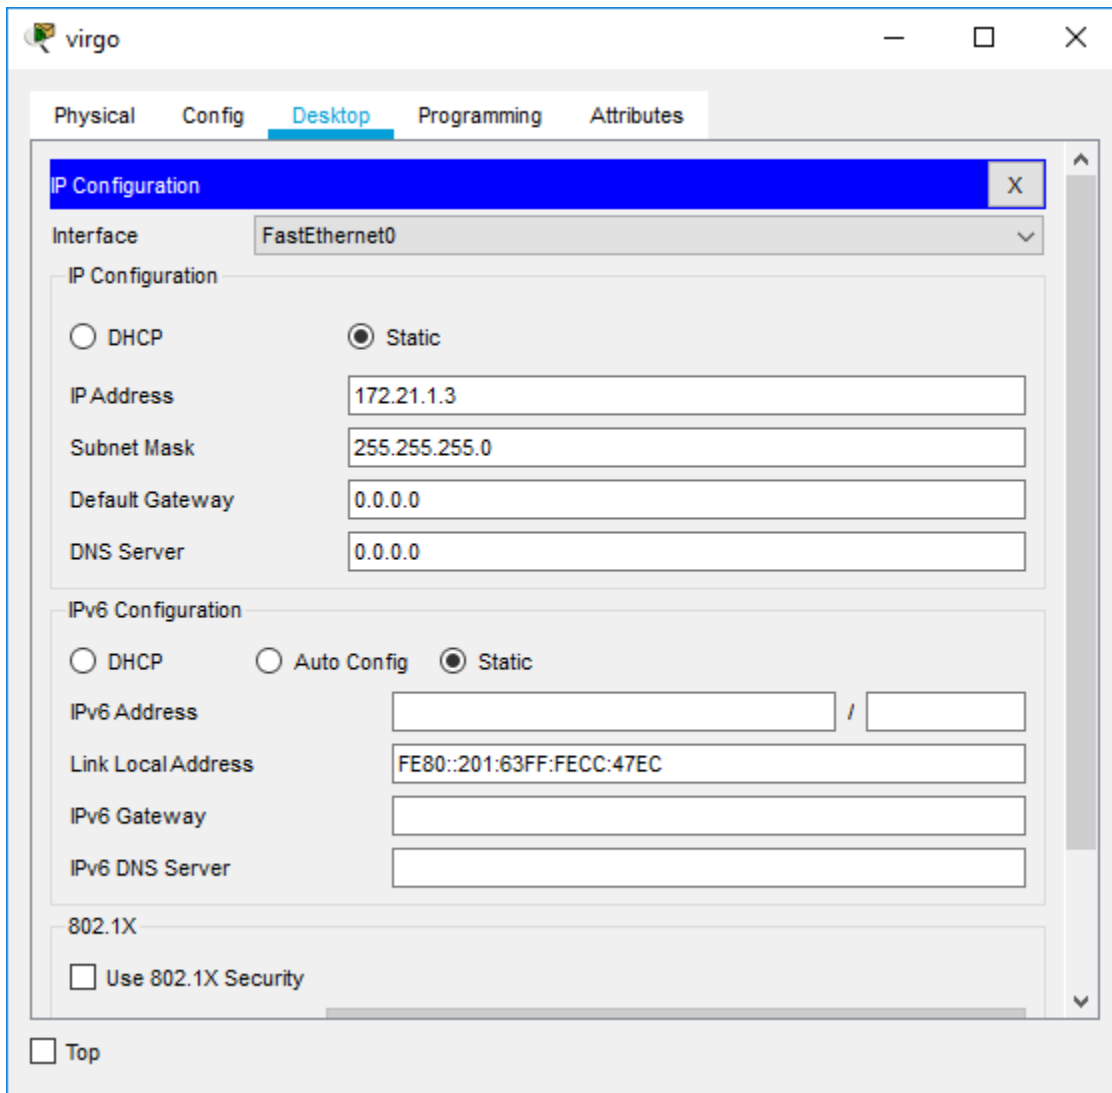 virgo
Physical Config Desktop Programming Attributes
IP Configuration X
Interface FastEthernet0
IP Configuration
DHCP Static
IP Address 172.21.1.3
Subnet Mask 255.255.255.0
Default Gateway 0.0.0.0
DNS Server 0.0.0.0
IPv6 Configuration
DHCP Auto Config Static
IPv6 Address /
Link Local Address FE80::201:63FF:FECC:47EC
IPv6 Gateway
IPv6 DNS Server
802.1X
Use 802.1X Security
Top